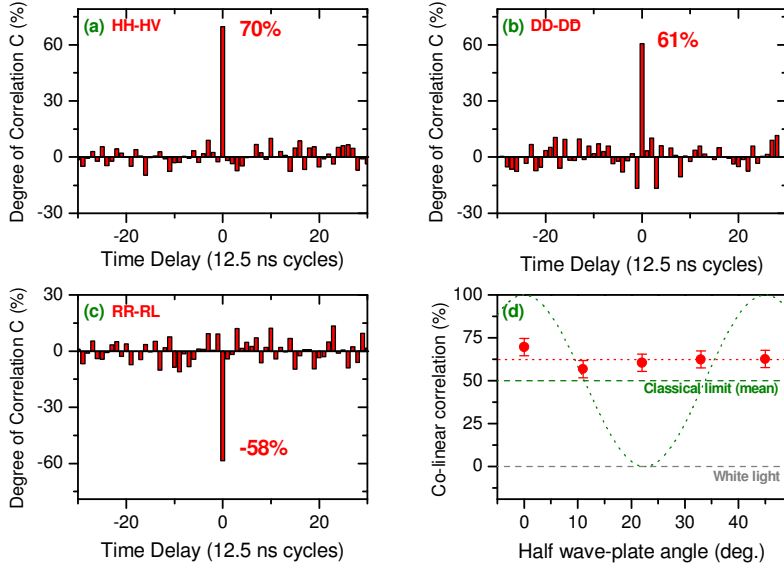 (a) HH-HV
70%
Degree of Correlation C (%)
60
30
0
-30
-20
0
20
Time Delay (12.5 ns cycles)
(b) DD-DD
61%
Degree of Correlation C (%)
60
30
0
-30
-20
0
20
Time Delay (12.5 ns cycles)
(c) RR-RL
-58%
Degree of Correlation C (%)
30
0
-30
-60
-20
0
20
Time Delay (12.5 ns cycles)
(d)
Co-linear correlation (%)
100
75
50
25
0
Classical limit (mean)
White light
0
10
20
30
40
Half wave-plate angle (deg.)